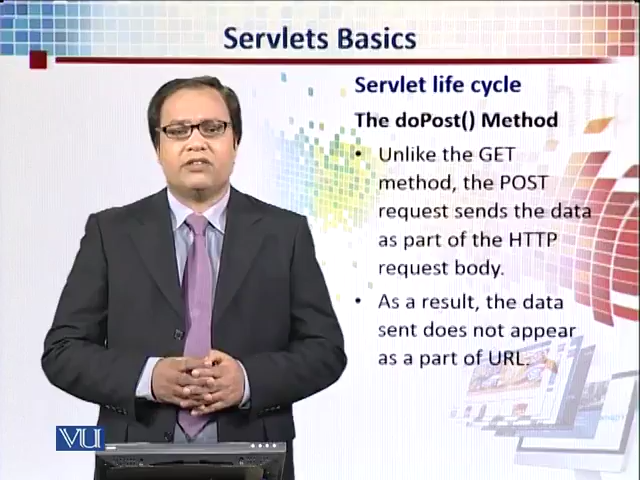 Servlets Basics
Servlet life cycle
The doPost() Method
• Unlike the GET
method, the POST
request sends the data
as part of the HTTP
request body.
• As a result, the data
sent does not appear
as a part of URL.
VU